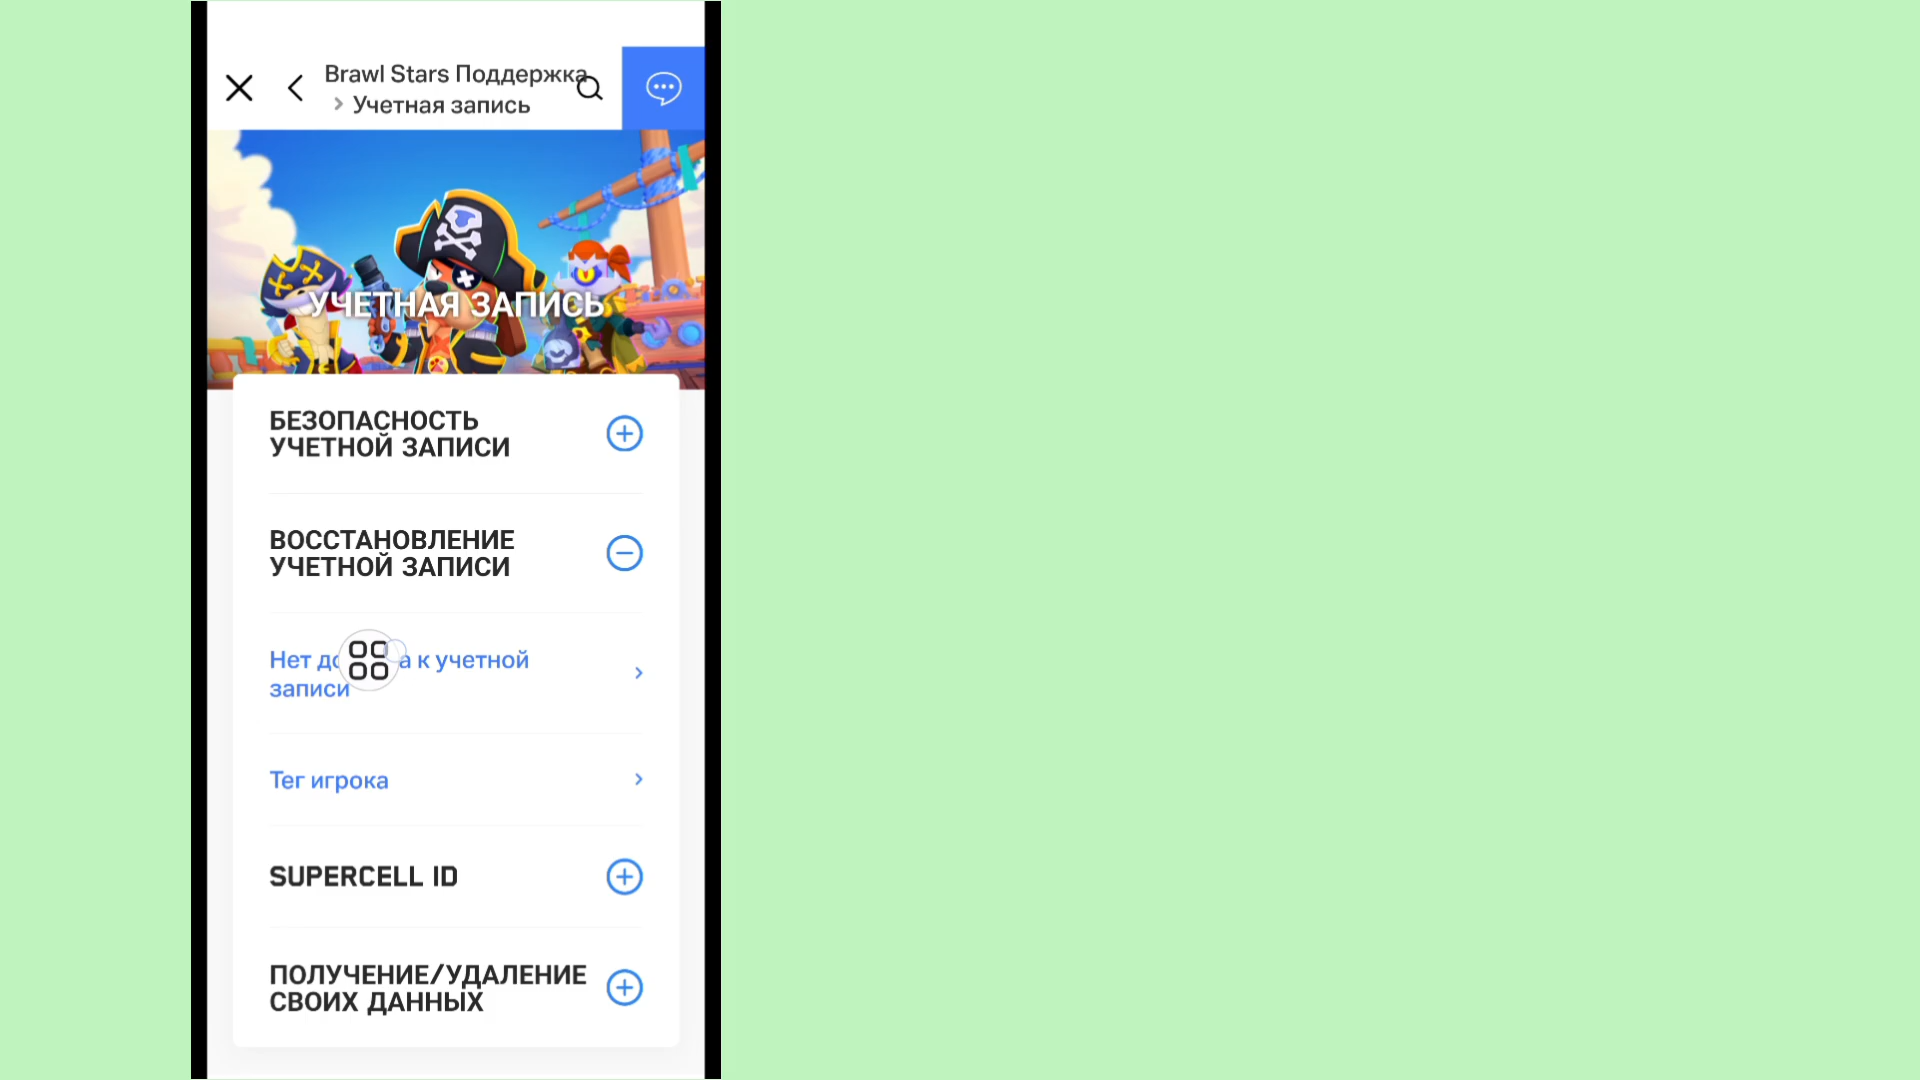 Brawl Stars Поддержка
> Учетная запись
УЧЕТНАЯ ЗАПИСЬ
БЕЗОПАСНОСТЬ
УЧЕТНОЙ ЗАПИСИ
ВОССТАНОВЛЕНИЕ
УЧЕТНОЙ ЗАПИСИ
Нет к учетной
записи
Тег игрока
SUPERCELL ID
ПОЛУЧЕНИЕ/УДАЛЕНИЕ
СВОИХ ДАННЫХ